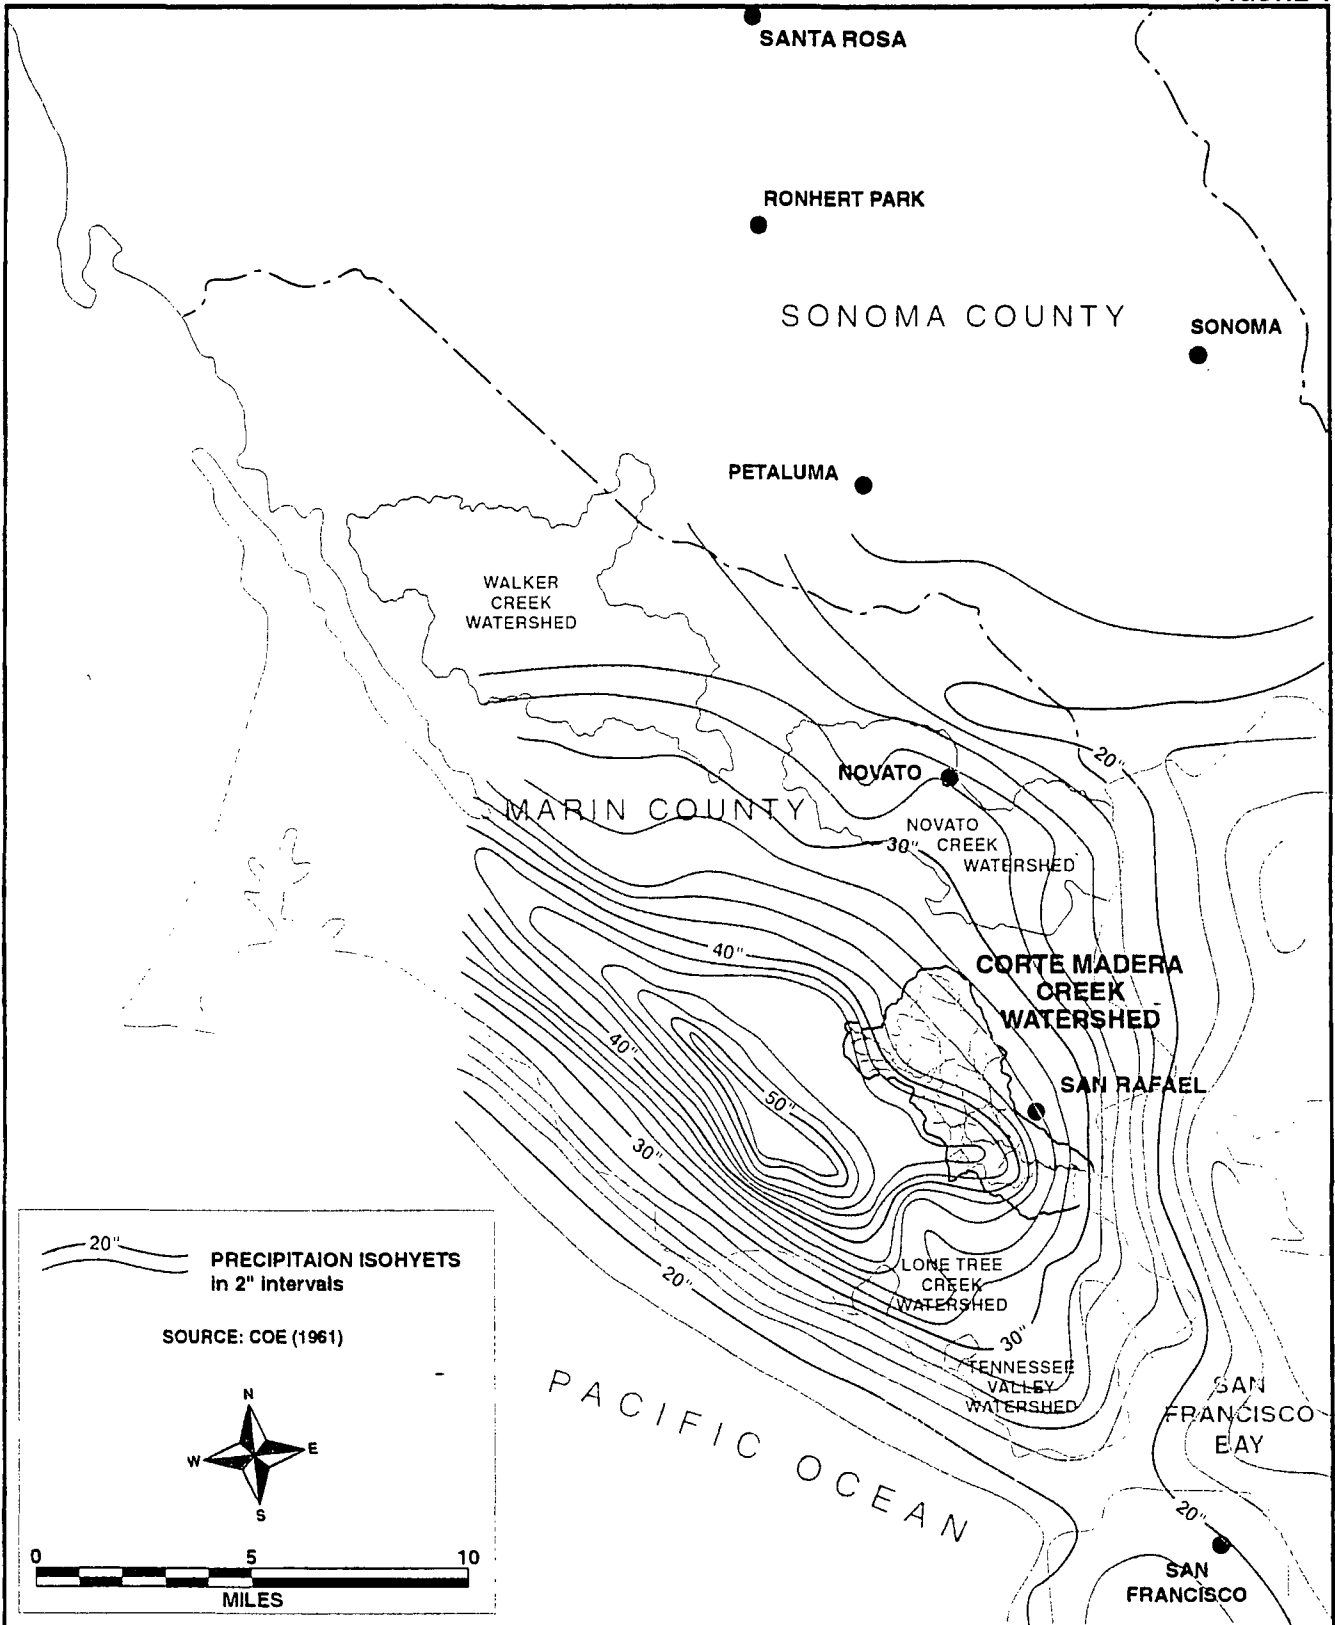 SANTA ROSA
RONHERT PARK
SONOMA COUNTY
SONOMA
PETALUMA
WALKER
CREEK
WATERSHED
20"
NOVATO
MARIN COUNTY
NOVATO
CREEK
WATERSHED
30"
40"
CORTE MADERA
CREEK
WATERSHED
40"
SAN RAFAEL
50"
30"
LONE TREE
CREEK
WATERSHED
20"
30"
TENNESSEE
VALLEY
WATERSHED
SAN
FRANCISCO
BAY
PACIFIC OCEAN
20"
SAN
FRANCISCO
20"
PRECIPITAION ISOHYETS
in 2" intervals
SOURCE: COE (1961)
N
W
E
S
0 5 10
MILES